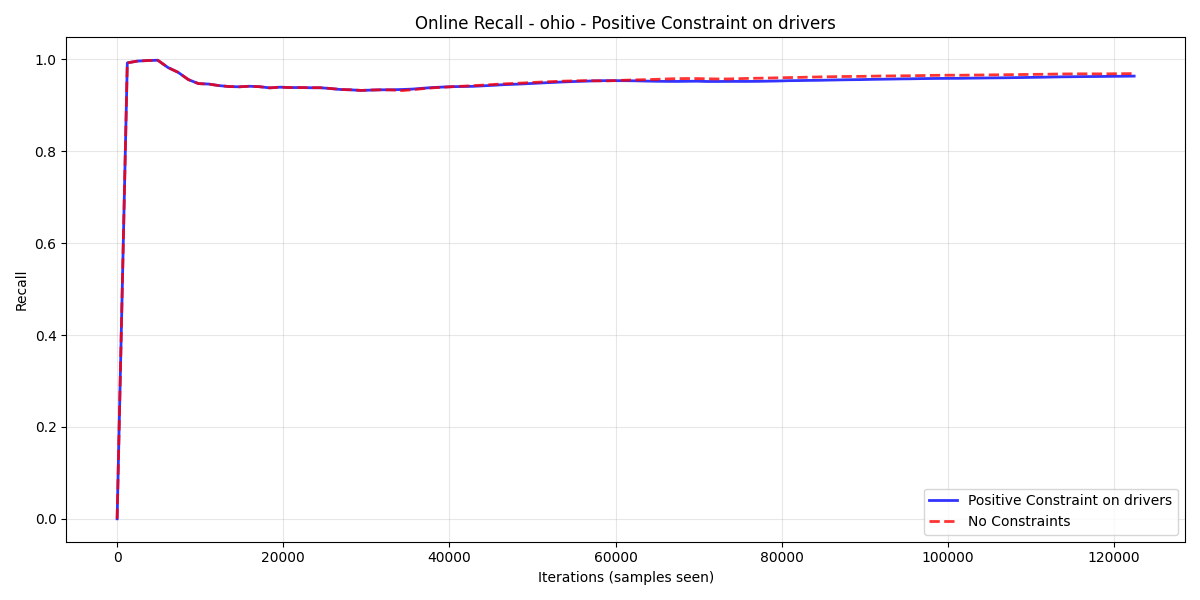 Online Recall - ohio - Positive Constraint on drivers
1.0
0.8
0.6
0.4
0.2
0.0
Recall
0 20000 40000 60000 80000 100000 120000
Iterations (samples seen)
Positive Constraint on drivers
No Constraints